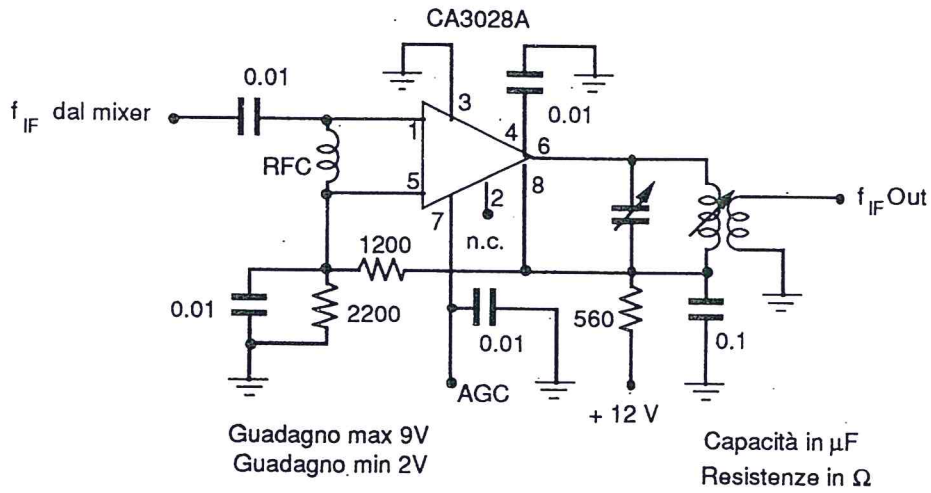 CA3028A
0.01
f IF dal mixer
3
1
4
6
0.01
RFC
5
8
2
7
n.c.
f IF Out
1200
0.01
2200
0.01
560
0.1
AGC
+ 12 V
Guadagno max 9V
Guadagno min 2V
Capacità in µF
Resistenze in Ω